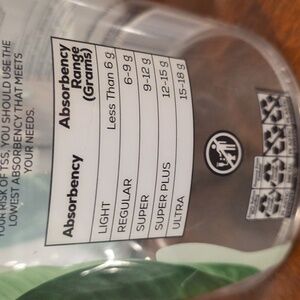 YOUR RISK OF TSS, YOU SHOULD USE THE
LOWEST ABSORBENCY THAT MEETS
YOUR NEEDS.
Absorbency Absorbency Range (Grams)
LIGHT Less Than 6 g
REGULAR 6-9 g
SUPER 9-12 g
SUPER PLUS 12-15 g
ULTRA 15-18 g